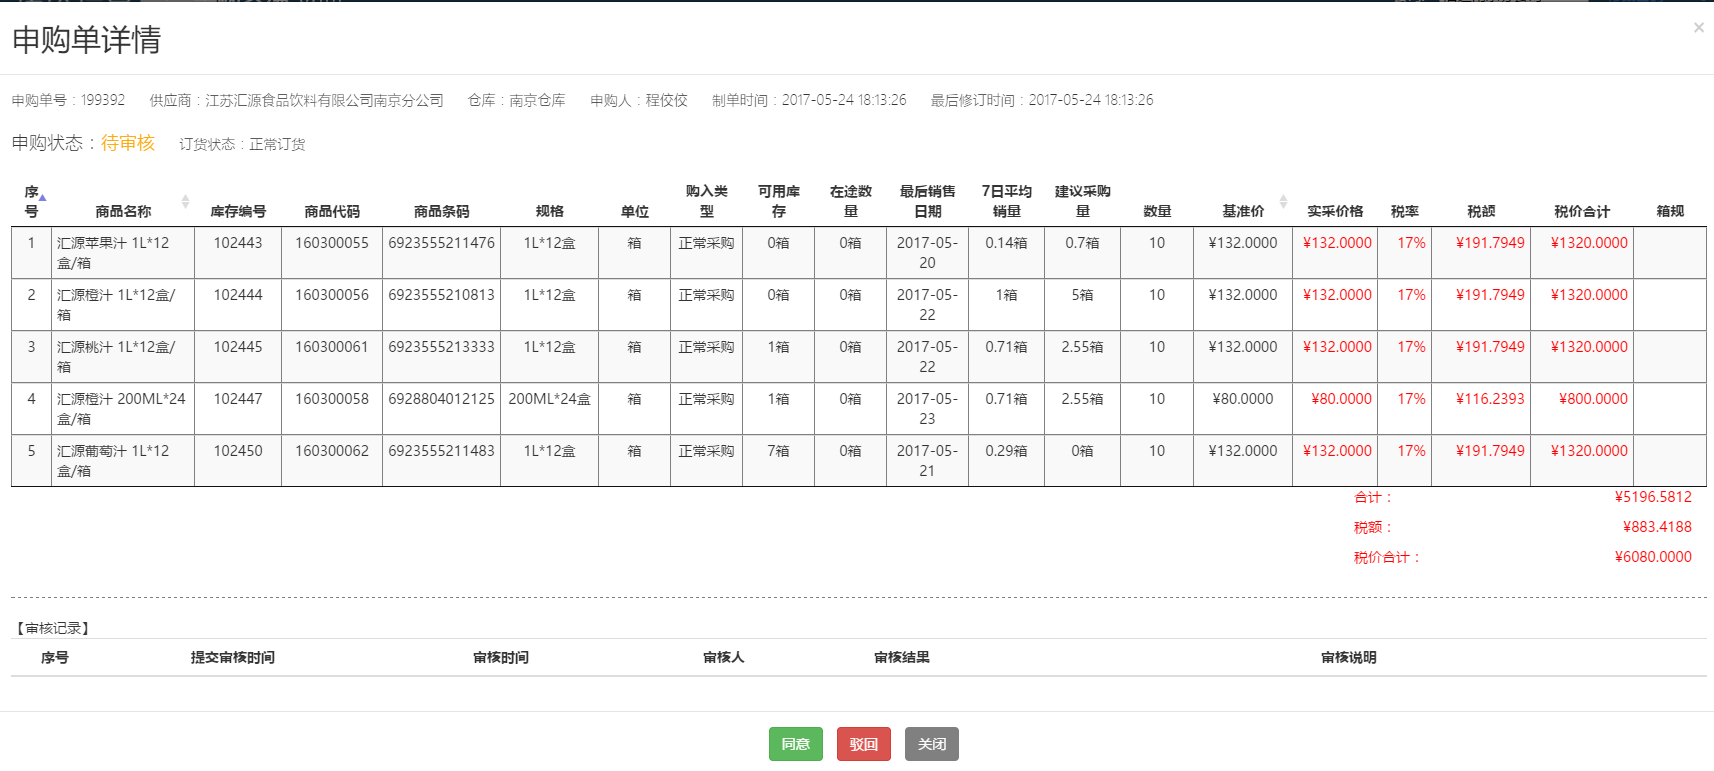 申购单详情
×
申购单号：199392 供应商：江苏汇源食品饮料有限公司南京分公司 仓库：南京仓库 申购人：程佼佼 制单时间：2017-05-24 18:13:26 最后修订时间：2017-05-24 18:13:26
申购状态：待审核 订货状态：正常订货
序号 商品名称 库存编号 商品代码 商品条码 规格 单位 购入类型 可用库存 在途数量 最后销售日期 7日平均销量 建议采购量 数量 基准价 实采价格 税率 税额 税价合计 箱规
1 汇源苹果汁 1L*12盒/箱 102443 160300055 6923555211476 1L*12盒 箱 正常采购 0箱 0箱 2017-05-20 0.14箱 0.7箱 10 ¥132.0000 ¥132.0000 17% ¥191.7949 ¥1320.0000
2 汇源橙汁 1L*12盒/箱 102444 160300056 6923555210813 1L*12盒 箱 正常采购 0箱 0箱 2017-05-22 1箱 5箱 10 ¥132.0000 ¥132.0000 17% ¥191.7949 ¥1320.0000
3 汇源桃汁 1L*12盒/箱 102445 160300061 6923555213333 1L*12盒 箱 正常采购 1箱 0箱 2017-05-22 0.71箱 2.55箱 10 ¥132.0000 ¥132.0000 17% ¥191.7949 ¥1320.0000
4 汇源橙汁 200ML*24盒/箱 102447 160300058 6928804012125 200ML*24盒 箱 正常采购 1箱 0箱 2017-05-23 0.71箱 2.55箱 10 ¥80.0000 ¥80.0000 17% ¥116.2393 ¥800.0000
5 汇源葡萄汁 1L*12盒/箱 102450 160300062 6923555211483 1L*12盒 箱 正常采购 7箱 0箱 2017-05-21 0.29箱 0箱 10 ¥132.0000 ¥132.0000 17% ¥191.7949 ¥1320.0000
合计： ¥5196.5812
税额： ¥883.4188
税价合计： ¥6080.0000
【审核记录】
序号 提交审核时间 审核时间 审核人 审核结果 审核说明
同意 驳回 关闭